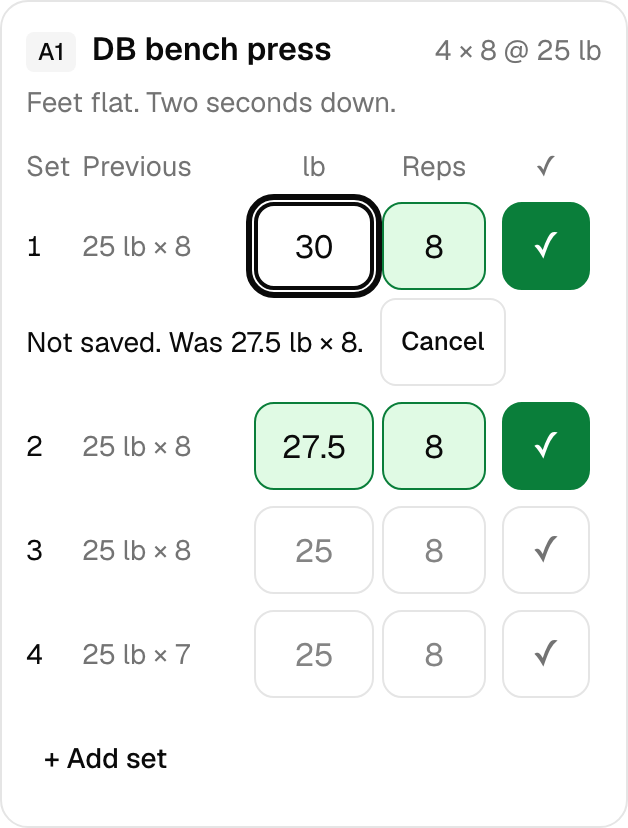 A1 DB bench press 4 × 8 @ 25 lb
Feet flat. Two seconds down.
Set Previous lb Reps ✓
1 25 lb × 8 30 8 ✓
Not saved. Was 27.5 lb × 8. Cancel
2 25 lb × 8 27.5 8 ✓
3 25 lb × 8 25 8 ✓
4 25 lb × 7 25 8 ✓
+ Add set